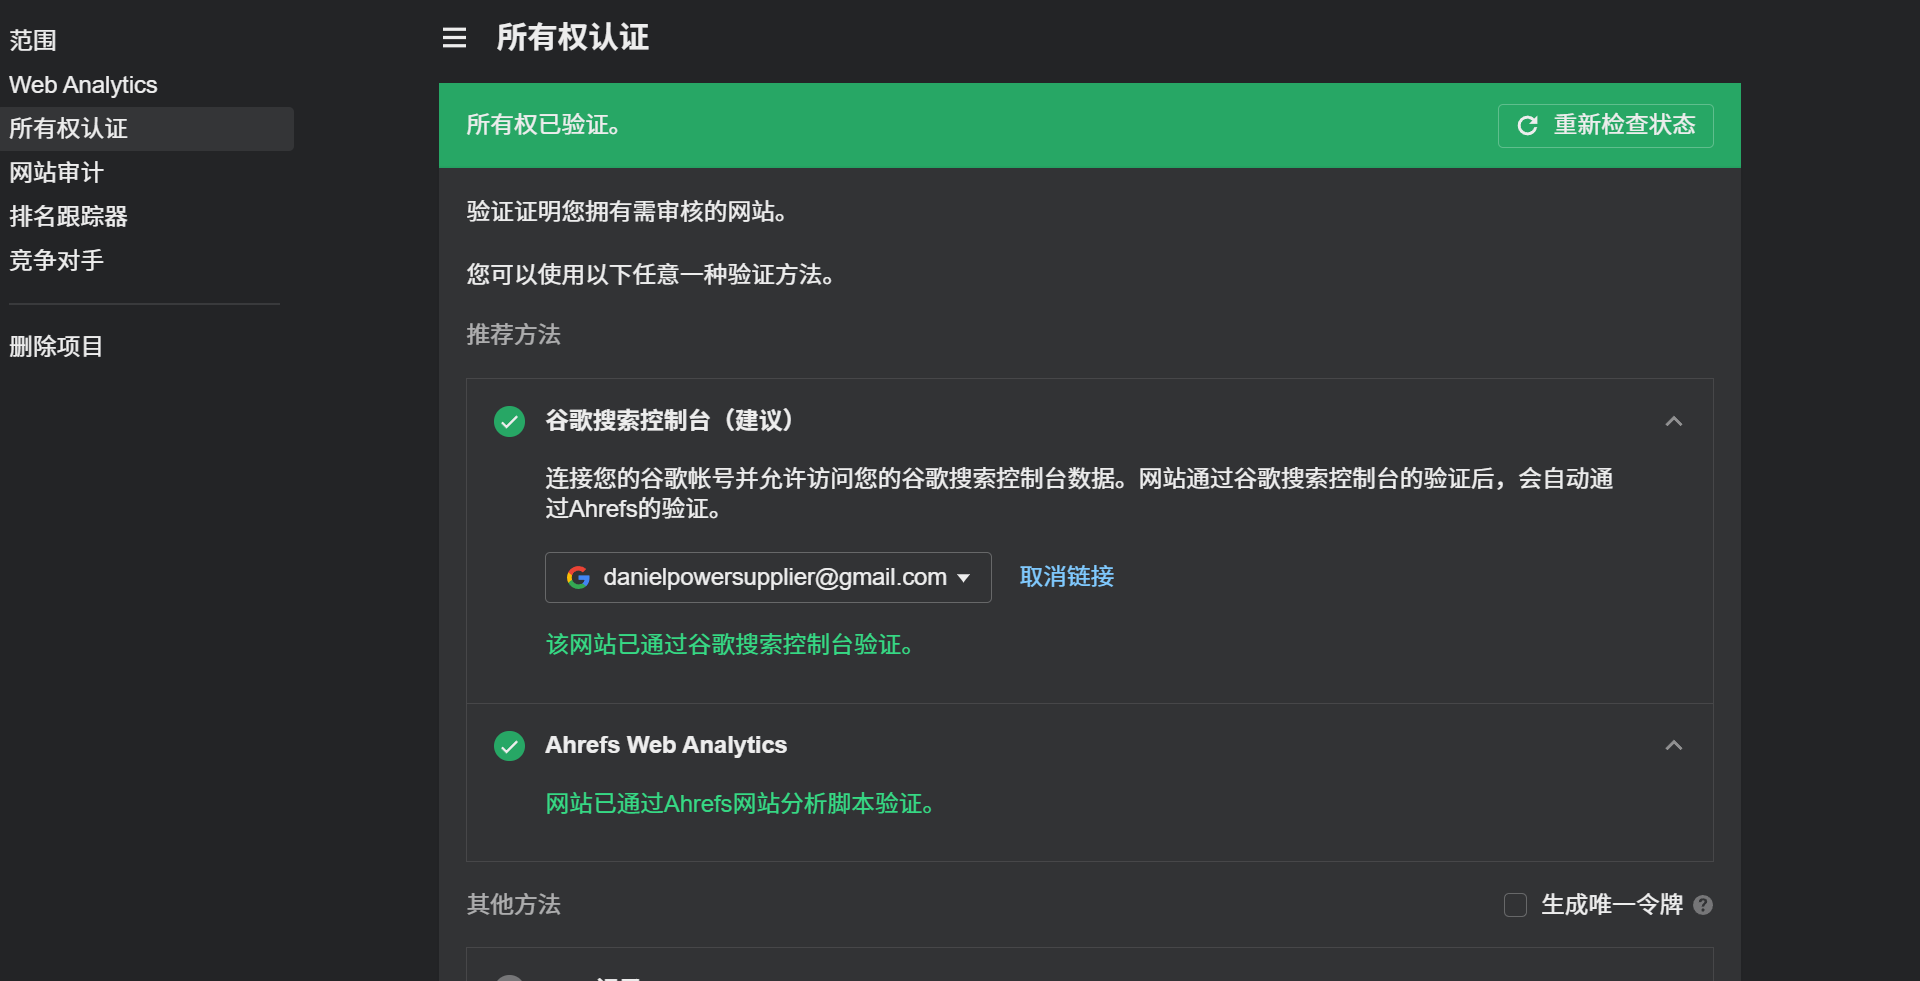 范围
Web Analytics
所有权认证
网站审计
排名跟踪器
竞争对手
删除项目
所有权认证
所有权已验证。
重新检查状态
验证证明您拥有需审核的网站。
您可以使用以下任意一种验证方法。
推荐方法
谷歌搜索控制台（建议）
连接您的谷歌帐号并允许访问您的谷歌搜索控制台数据。网站通过谷歌搜索控制台的验证后，会自动通
过Ahrefs的验证。
danielpowersupplier@gmail.com
取消链接
该网站已通过谷歌搜索控制台验证。
Ahrefs Web Analytics
网站已通过Ahrefs网站分析脚本验证。
其他方法
生成唯一令牌